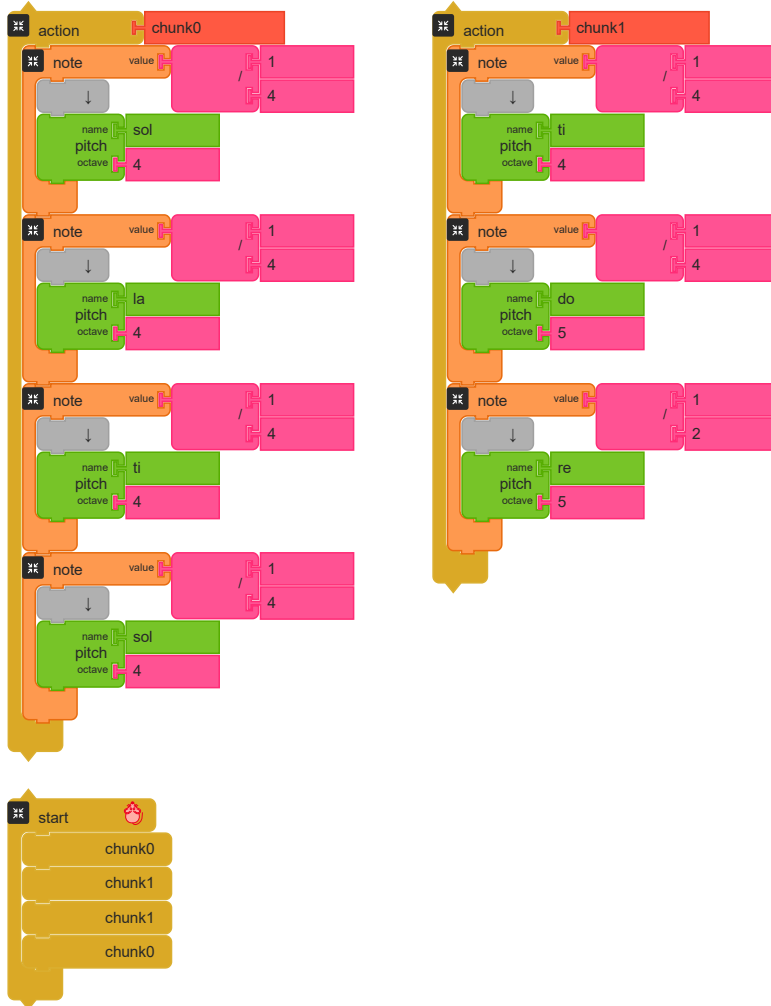 action chunk0
note value / 1
4
↓
name sol
pitch
octave 4
note value / 1
4
↓
name la
pitch
octave 4
note value / 1
4
↓
name ti
pitch
octave 4
note value / 1
4
↓
name sol
pitch
octave 4
action chunk1
note value / 1
4
↓
name ti
pitch
octave 4
note value / 1
4
↓
name do
pitch
octave 5
note value / 1
2
↓
name re
pitch
octave 5
start
chunk0
chunk1
chunk1
chunk0